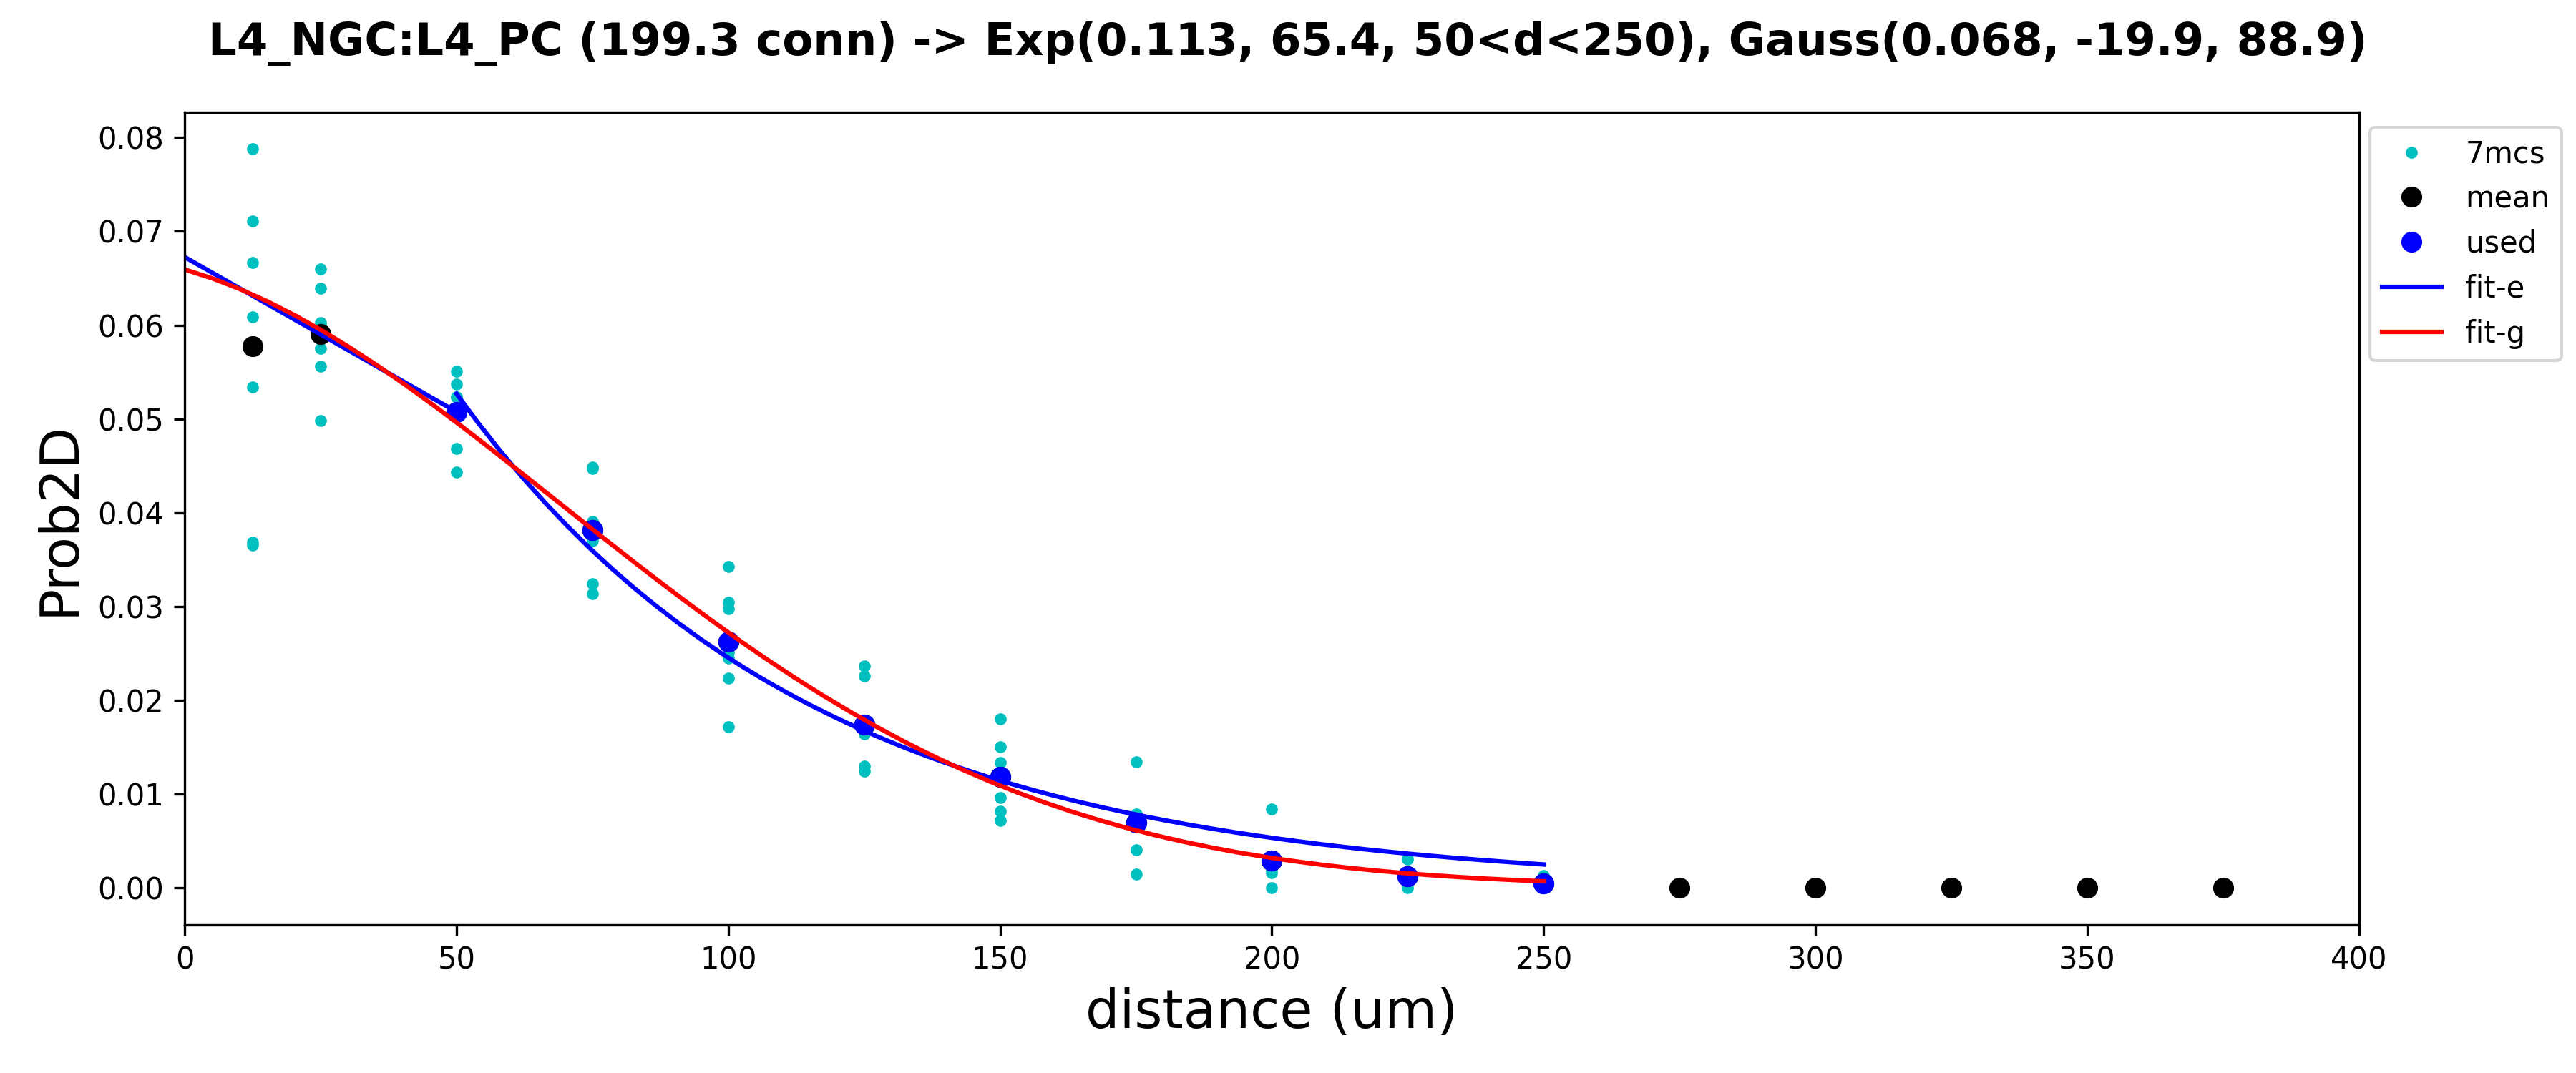 L4_NGC:L4_PC (199.3 conn) -> Exp(0.113, 65.4, 50<d<250), Gauss(0.068, -19.9, 88.9)
0.08
0.07
0.06
0.05
0.04
0.03
0.02
0.01
0.00
Prob2D
0 50 100 150 200 250 300 350 400
distance (um)
7mcs
mean
used
fit-e
fit-g